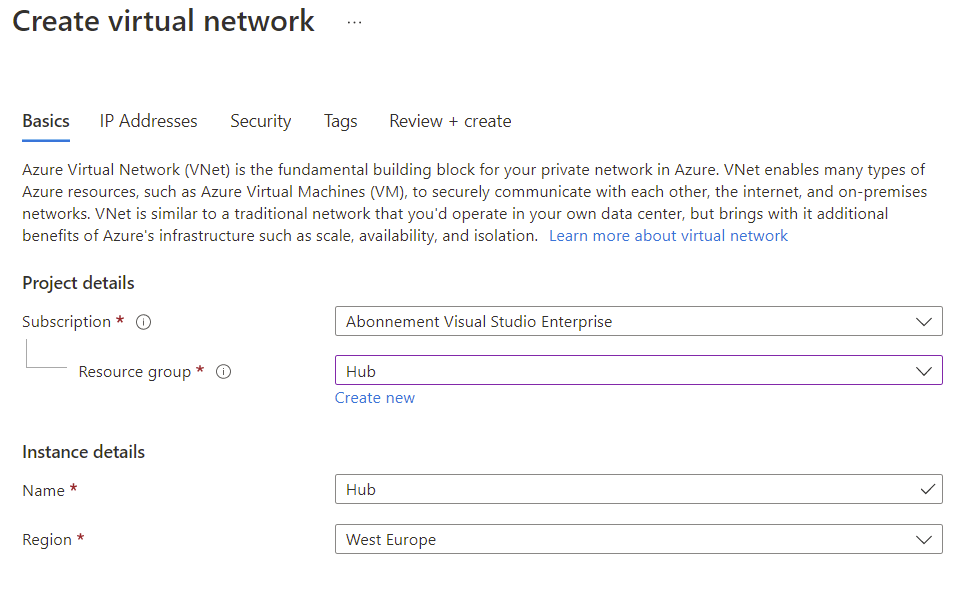 Create virtual network ...
Basics IP Addresses Security Tags Review + create
Azure Virtual Network (VNet) is the fundamental building block for your private network in Azure. VNet enables many types of
Azure resources, such as Azure Virtual Machines (VM), to securely communicate with each other, the internet, and on-premises
networks. VNet is similar to a traditional network that you'd operate in your own data center, but brings with it additional
benefits of Azure's infrastructure such as scale, availability, and isolation. Learn more about virtual network
Project details
Subscription * Abonnement Visual Studio Enterprise
Resource group * Hub
Create new
Instance details
Name * Hub
Region * West Europe